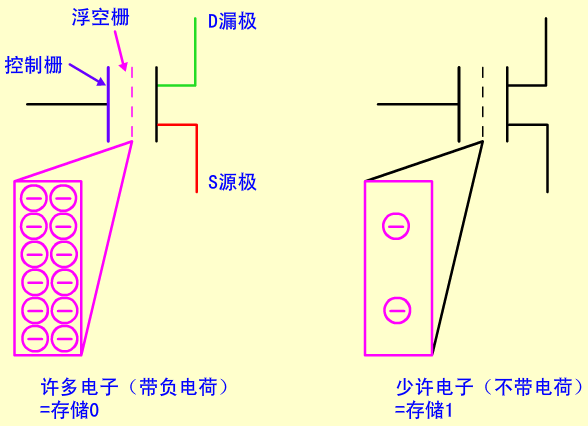 浮空栅
D漏极
控制栅
S源极
许多电子（带负电荷）
=存储0
少许电子（不带电荷）
=存储1